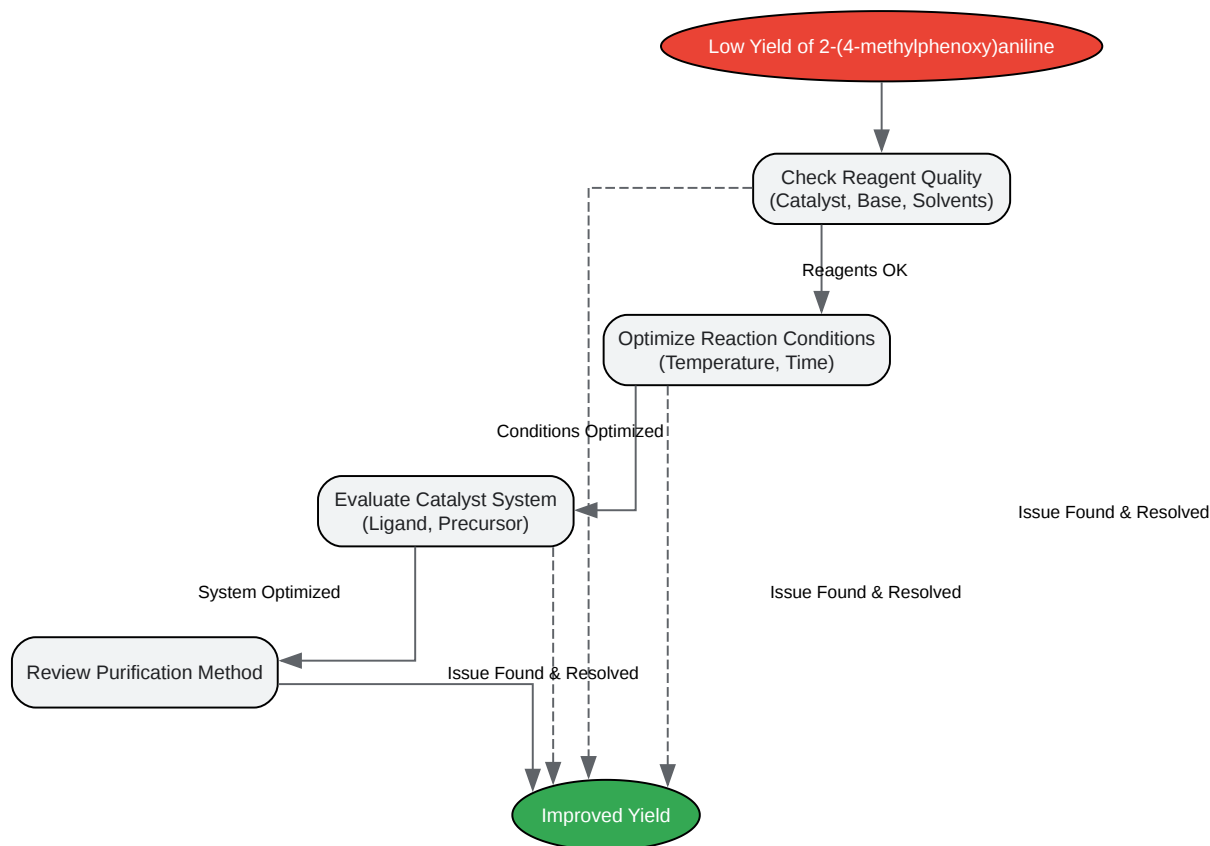 Low Yield of 2-(4-methylphenoxy)aniline
Check Reagent Quality
(Catalyst, Base, Solvents)
Reagents OK
Optimize Reaction Conditions
(Temperature, Time)
Conditions Optimized
Evaluate Catalyst System
(Ligand, Precursor)
Issue Found & Resolved
System Optimized
Issue Found & Resolved
Review Purification Method
Issue Found & Resolved
Improved Yield